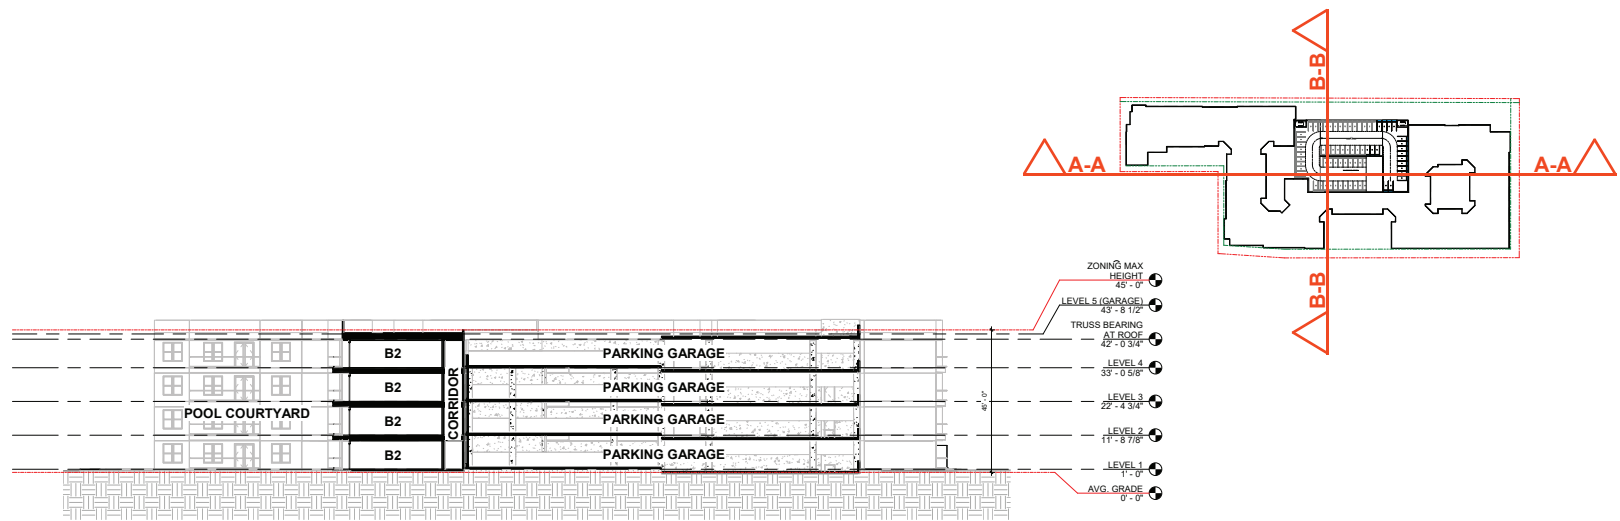 B-B
A-A
A-A
B-B
ZONING MAX
HEIGHT
45' - 0"
LEVEL 5 (GARAGE)
43' - 8 1/2"
TRUSS BEARING
AT ROOF
42' - 0 3/4"
LEVEL 4
33' - 0 5/8"
LEVEL 3
22' - 4 3/4"
LEVEL 2
11' - 8 7/8"
LEVEL 1
1' - 0"
AVG. GRADE
0' - 0"
45' - 0"
B2
PARKING GARAGE
B2
PARKING GARAGE
POOL COURTYARD
B2
CORRIDOR
PARKING GARAGE
B2
PARKING GARAGE